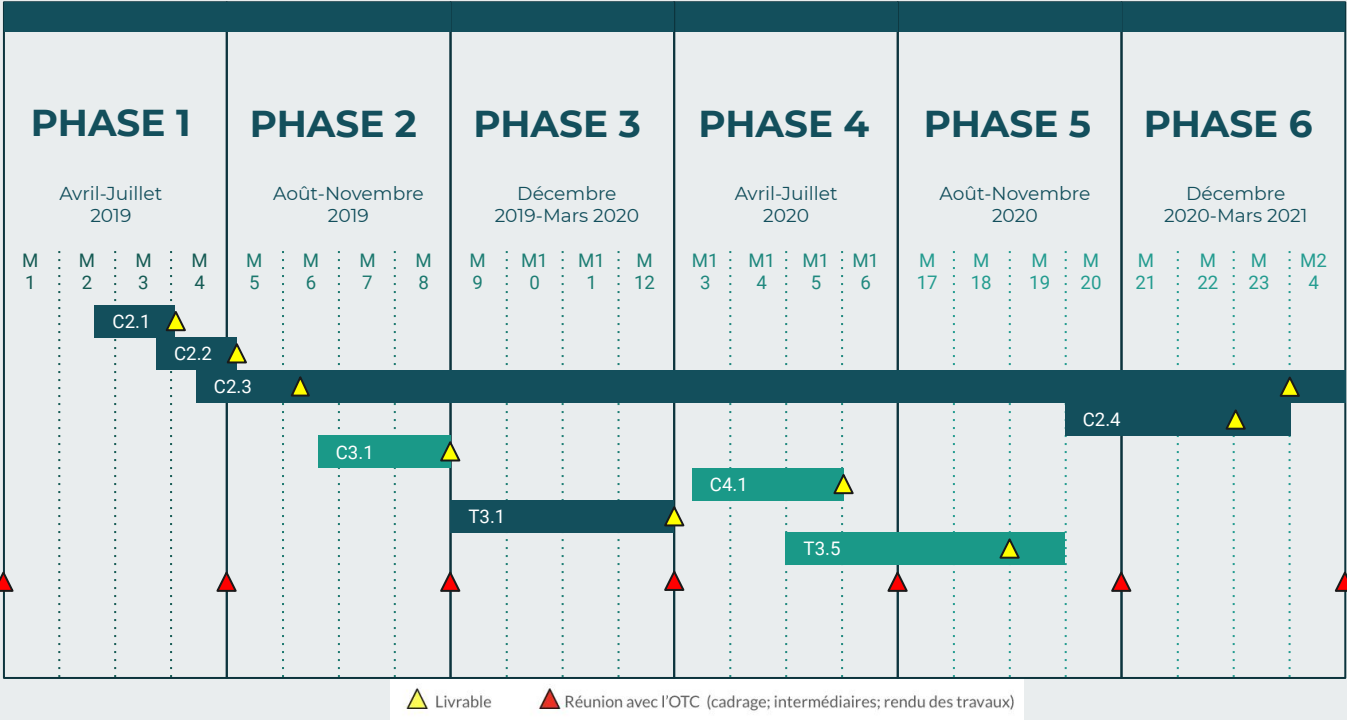 PHASE 1
PHASE 2
PHASE 3
PHASE 4
PHASE 5
PHASE 6
Avril-Juillet
2019
Août-Novembre
2019
Décembre
2019-Mars 2020
Avril-Juillet
2020
Août-Novembre
2020
Décembre
2020-Mars 2021
M M M M M M M M M M1 M1 M M1 M1 M1 M1 M M M M M M M M2
1 2 3 4 5 6 7 8 9 0 1 12 3 4 5 6 17 18 19 20 21 22 23 4
C2.1
C2.2
C2.3
C2.4
C3.1
C4.1
T3.1
T3.5
Livrable
Réunion avec l'OTC (cadrage; intermédiaires; rendu des travaux)